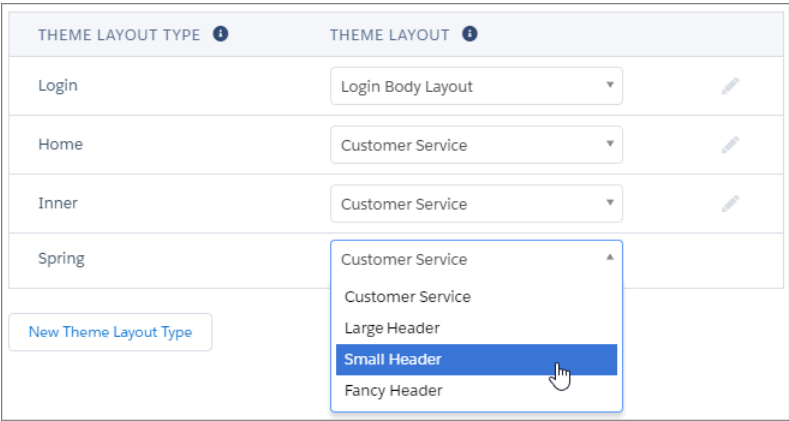 THEME LAYOUT TYPE THEME LAYOUT
Login Login Body Layout
Home Customer Service
Inner Customer Service
Spring Customer Service
Customer Service
Large Header
Small Header
Fancy Header
New Theme Layout Type